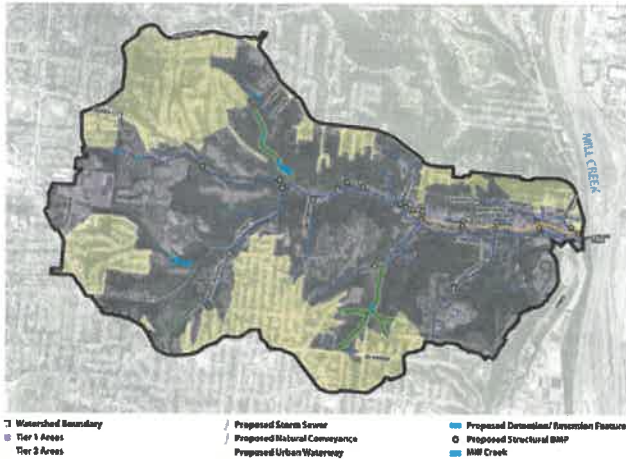 MILL CREEK
Watershed Boundary
Tier 1 Areas
Tier 2 Areas
Proposed Storm Sewer
Proposed Natural Conveyance
Proposed Urban Waterway
Proposed Detention/Retention Feature
Proposed Structural BMP
Mill Creek